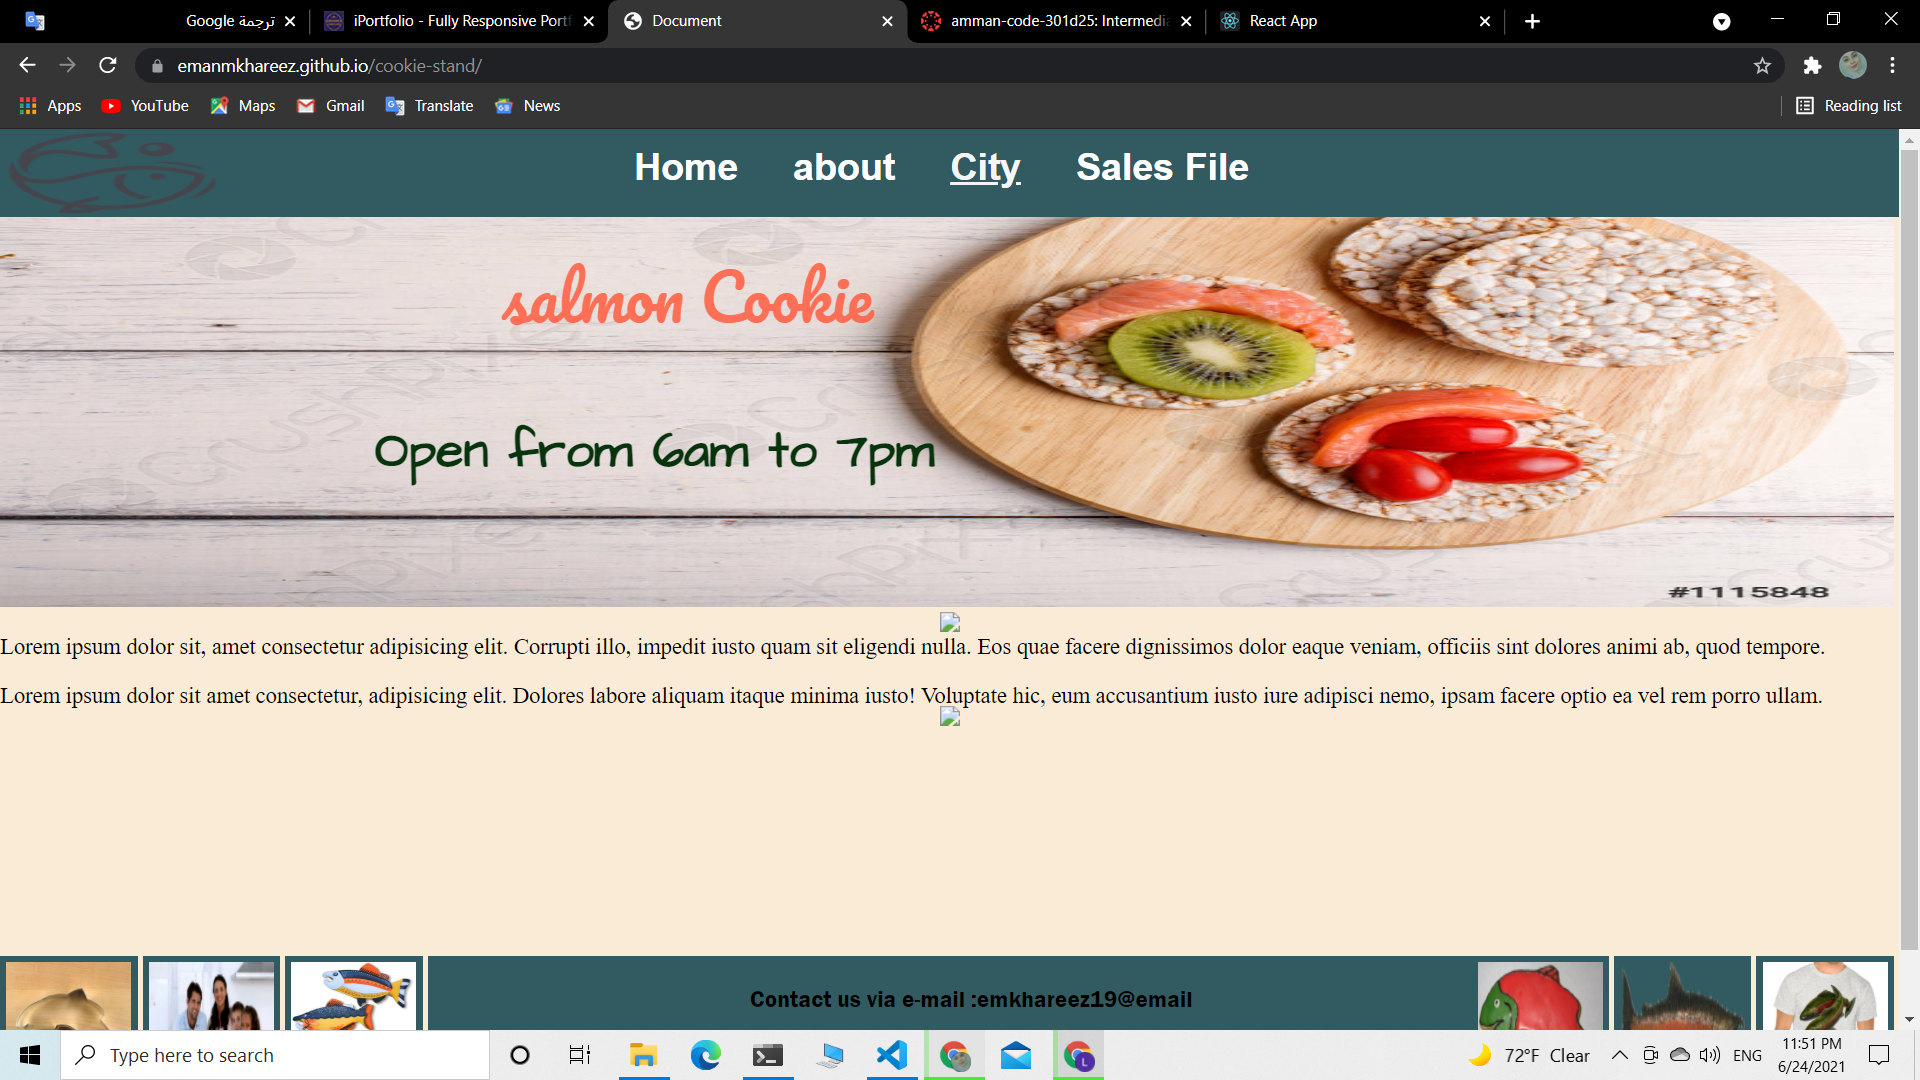 ترجمة Google
iPortfolio - Fully Responsive Portf
Document
amman-code-301d25: Intermedia
React App
emanmkhareez.github.io/cookie-stand/
Apps
YouTube
Maps
Gmail
Translate
News
Reading list
Home
about
City
Sales File
salmon Cookie
Open from 6am to 7pm
#1115848
Lorem ipsum dolor sit, amet consectetur adipisicing elit. Corrupti illo, impedit iusto quam sit eligendi nulla. Eos quae facere dignissimos dolor eaque veniam, officiis sint dolores animi ab, quod tempore.
Lorem ipsum dolor sit amet consectetur, adipisicing elit. Dolores labore aliquam itaque minima iusto! Voluptate hic, eum accusantium iusto iure adipisci nemo, ipsam facere optio ea vel rem porro ullam.
Contact us via e-mail :emkhareez19@email
Type here to search
L
72°F Clear
ENG
11:51 PM
6/24/2021